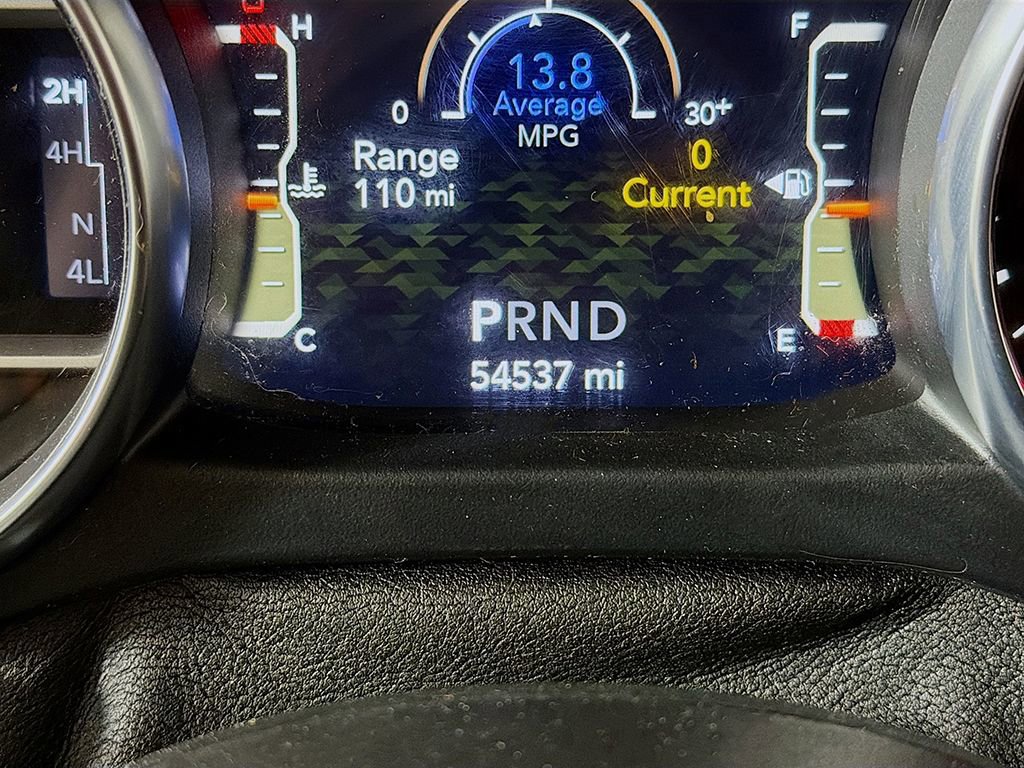 2H
4H
N
4L
H
C
13.8
Average
MPG
0
30+
Range
110 mi
0
Current
F
E
PRND
54537 mi